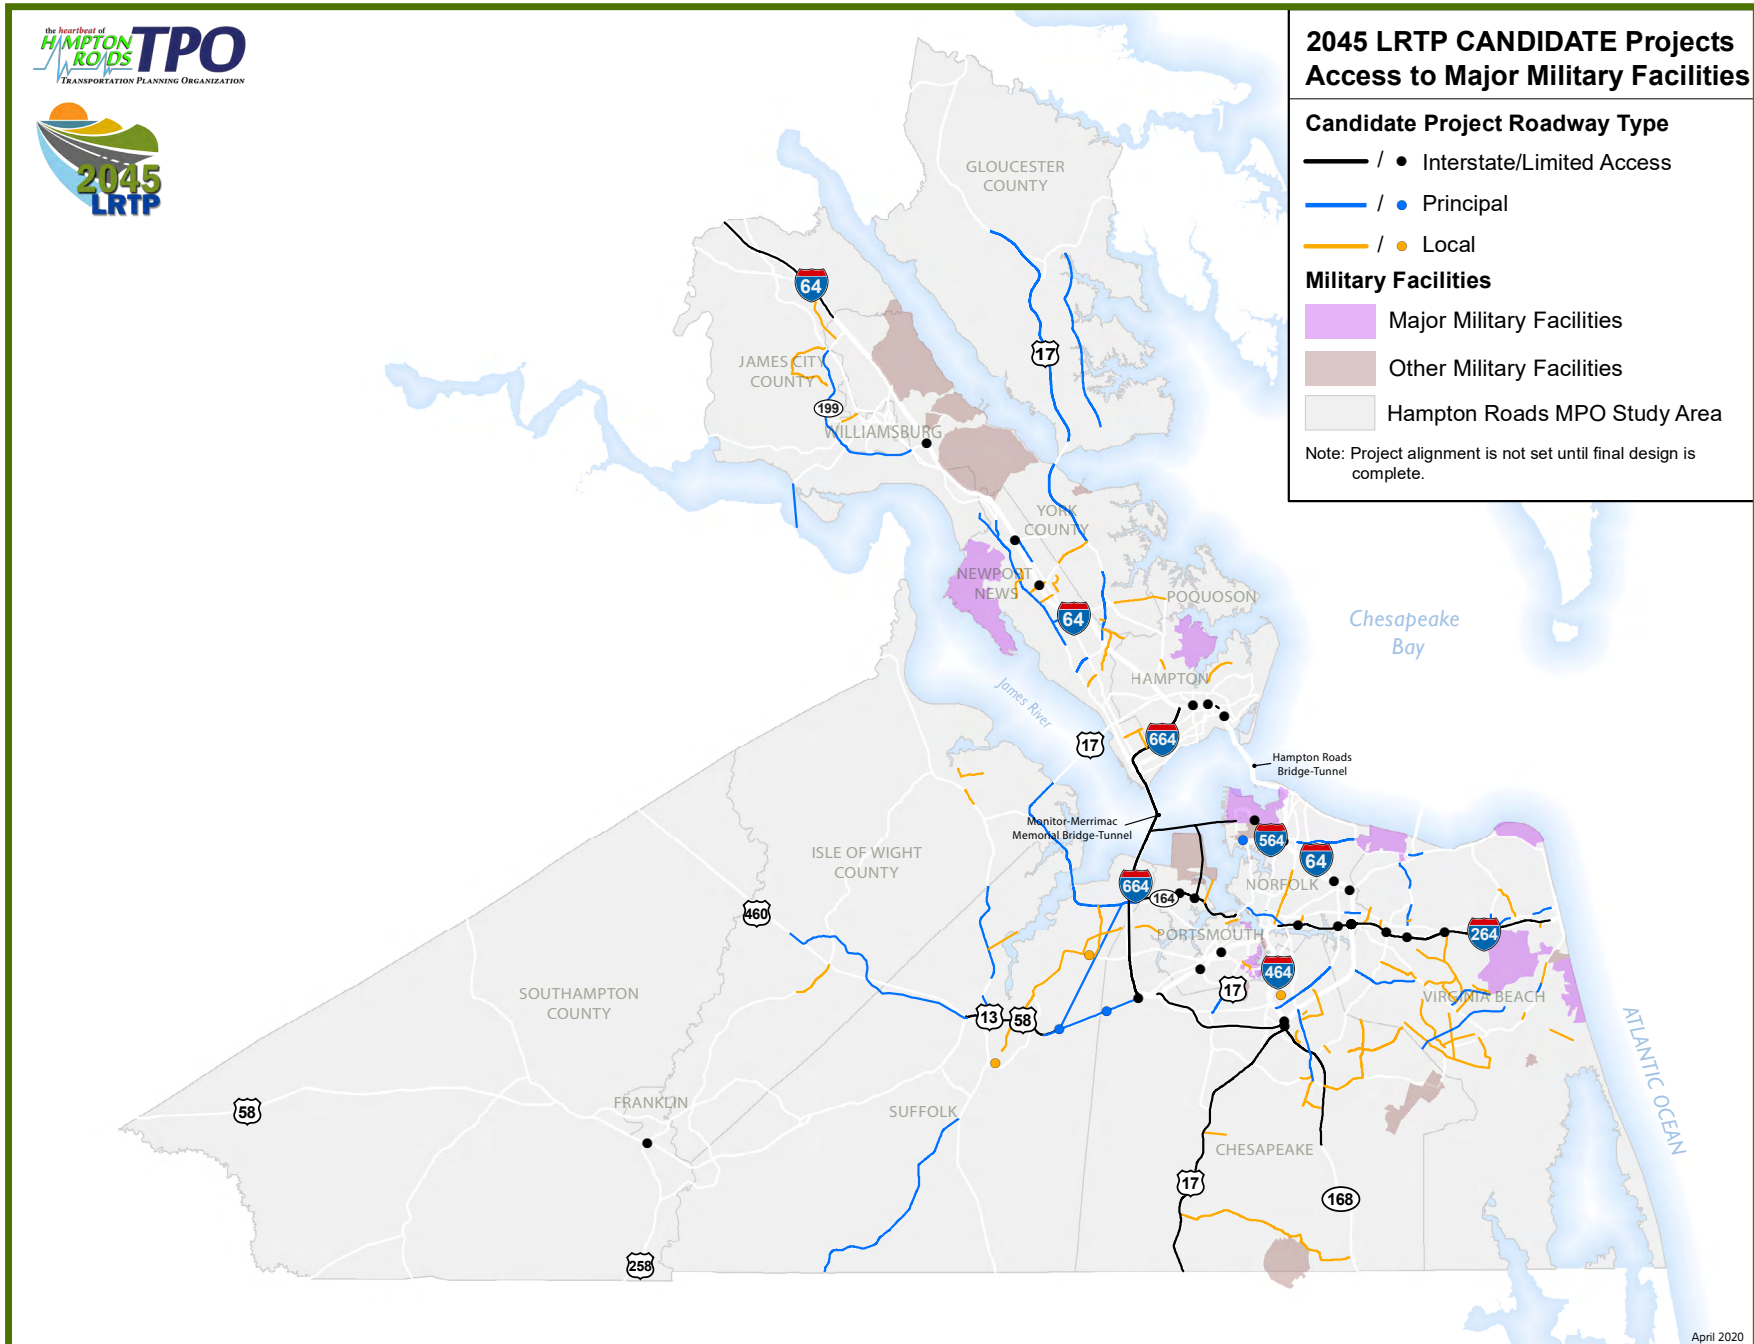 the heartbeat of
HAMPTON
ROADS
TPO
TRANSPORTATION PLANNING ORGANIZATION
2045
LRTP
2045 LRTP CANDIDATE Projects
Access to Major Military Facilities
Candidate Project Roadway Type
/ Interstate/Limited Access
/ Principal
/ Local
Military Facilities
Major Military Facilities
Other Military Facilities
Hampton Roads MPO Study Area
Note: Project alignment is not set until final design is
complete.
GLOUCESTER
COUNTY
64
17
JAMES CITY
COUNTY
199
WILLIAMSBURG
YORK
COUNTY
NEWPORT
NEWS
64
POQUOSON
Chesapeake
Bay
HAMPTON
James River
17
664
Hampton Roads
Bridge-Tunnel
Monitor-Merrimac
Memorial Bridge-Tunnel
564
64
ISLE OF WIGHT
COUNTY
664
164
NORFOLK
460
PORTSMOUTH
264
464
17
VIRGINIA BEACH
SOUTHAMPTON
COUNTY
13
58
ATLANTIC OCEAN
58
FRANKLIN
SUFFOLK
CHESAPEAKE
17
168
258
April 2020